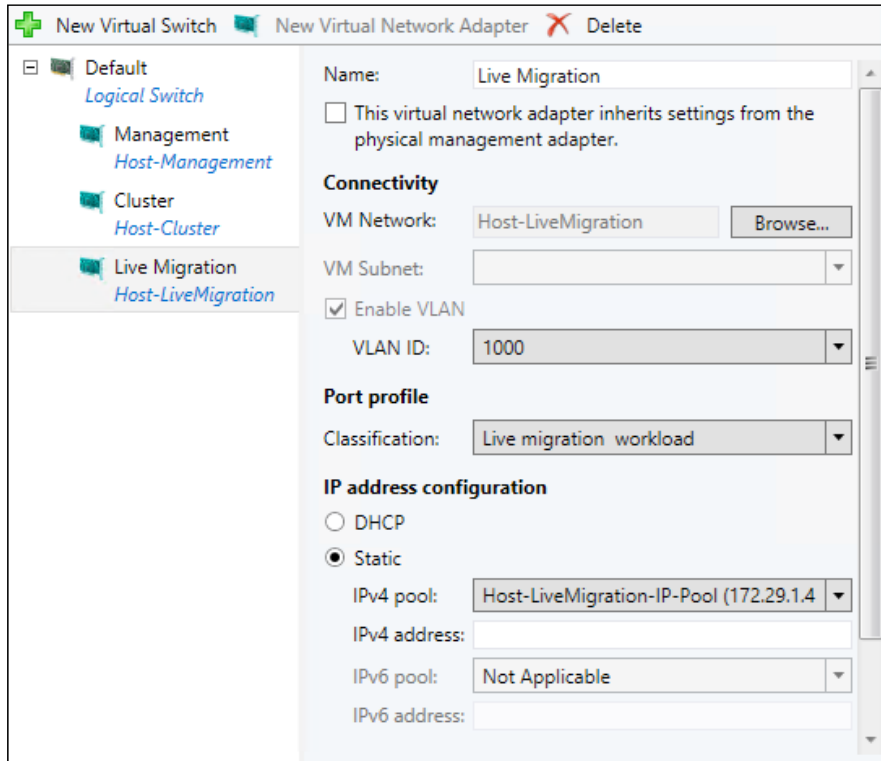 New Virtual Switch New Virtual Network Adapter Delete
Default
Logical Switch
Management
Host-Management
Cluster
Host-Cluster
Live Migration
Host-LiveMigration
Name: Live Migration
This virtual network adapter inherits settings from the
physical management adapter.
Connectivity
VM Network: Host-LiveMigration Browse...
VM Subnet:
Enable VLAN
VLAN ID: 1000
Port profile
Classification: Live migration workload
IP address configuration
DHCP
Static
IPv4 pool: Host-LiveMigration-IP-Pool (172.29.1.4
IPv4 address:
IPv6 pool: Not Applicable
IPv6 address: